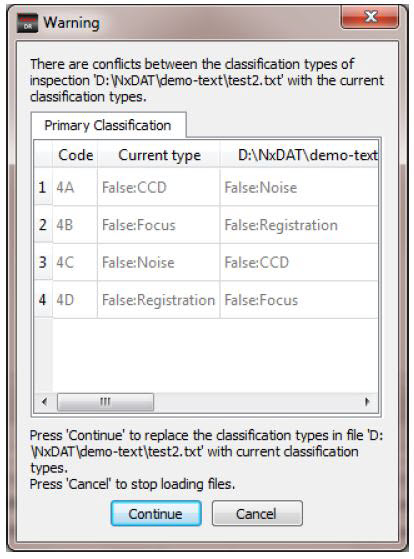 DR Warning
There are conflicts between the classification types of
inspection 'D:\NxDAT\demo-text\test2.txt' with the current
classification types.
Primary Classification
Code Current type D:\NxDAT\demo-text
1 4A False:CCD False:Noise
2 4B False:Focus False:Registration
3 4C False:Noise False:CCD
4 4D False:Registration False:Focus
Press 'Continue' to replace the classification types in file 'D:
\NxDAT\demo-text\test2.txt' with current classification
types.
Press 'Cancel' to stop loading files.
Continue Cancel